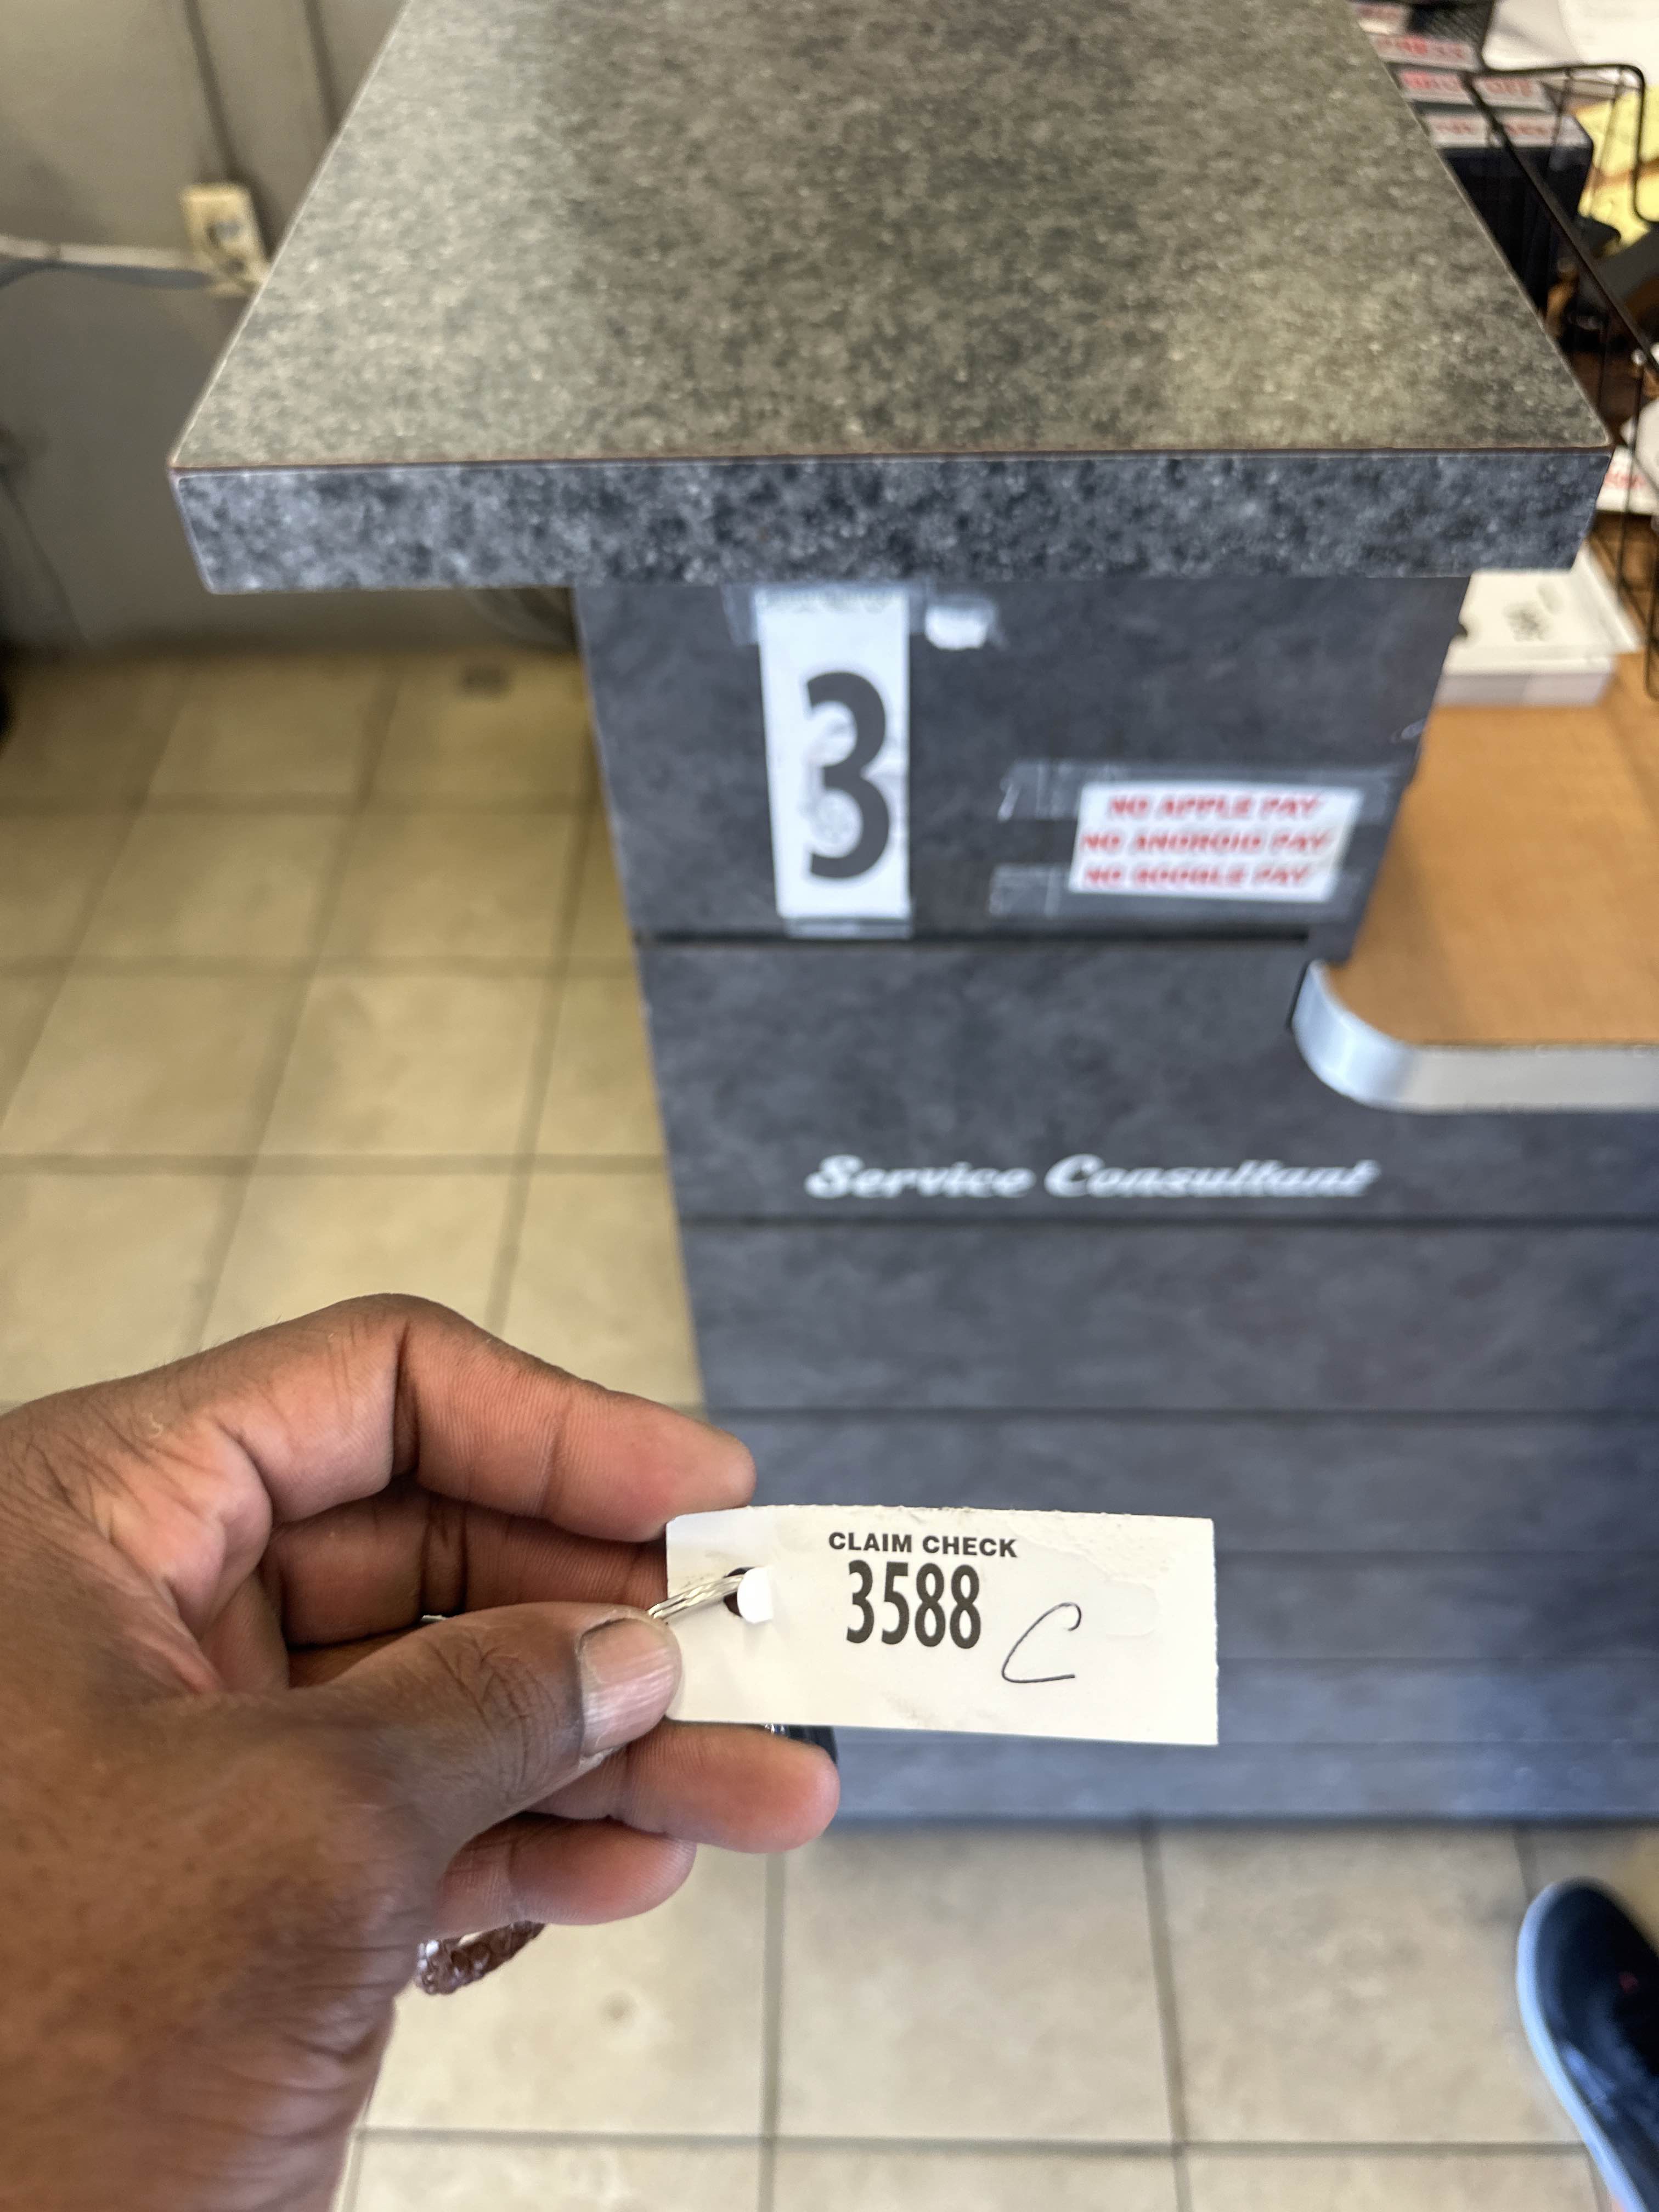 3
NO APPLE PAY
NO ANDROID PAY
NO GOOGLE PAY
Service Consultant
CLAIM CHECK
3588 C